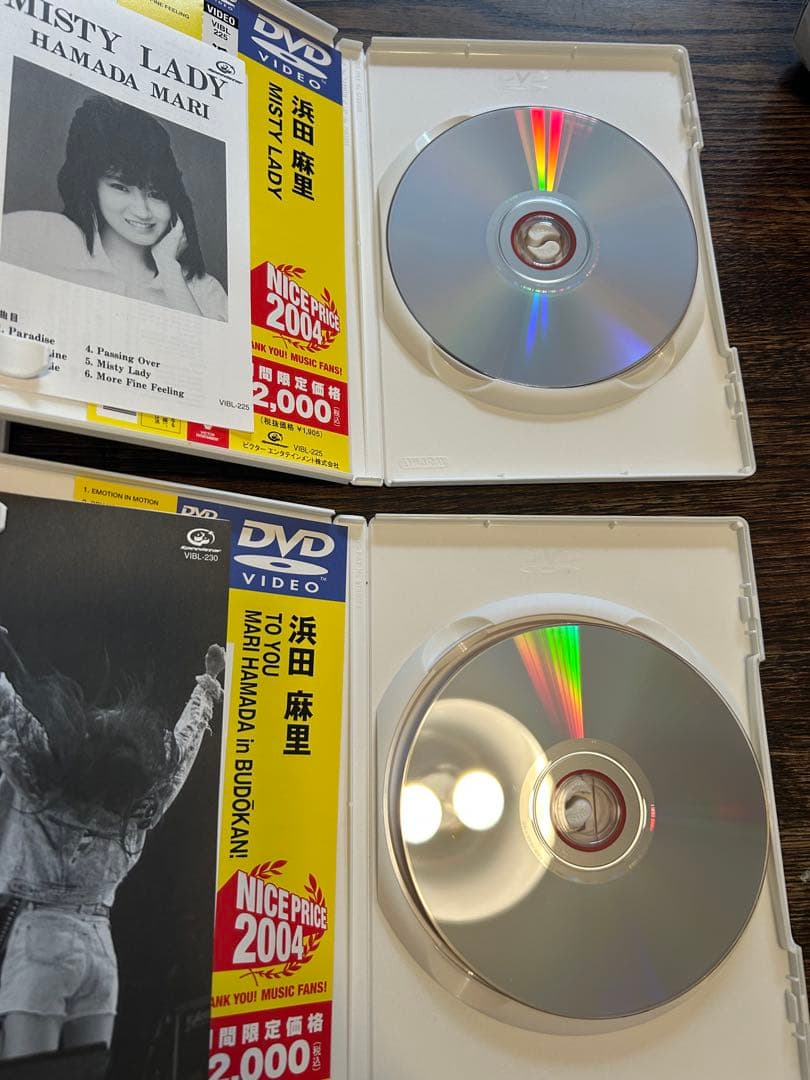 MISTY LADY
HAMADA MARI
曲目
Paradise
4. Passing Over
5. Misty Lady
6. More Fine Feeling
VIBL-225
FINE FEELING
VIDEO
VIBL
225
DVD
VIDEO
浜田 麻里
MISTY LADY
NICE PRICE
2004
ANK YOU! MUSIC FANS!
間限定価格
2,000
(税込)
(税抜価格 ¥1,905)
VIBL-225
ビクター エンタテインメント株式会社
DVD
AMARAY
1. EMOTION IN MOTION
VIBL-230
DVD
DVD
VIDEO
浜田 麻里
TO YOU
MARI HAMADA in BUDŌKAN!
NICE PRICE
2004
ANK YOU! MUSIC FANS!
間限定価格
2,000
(税込)
DVD